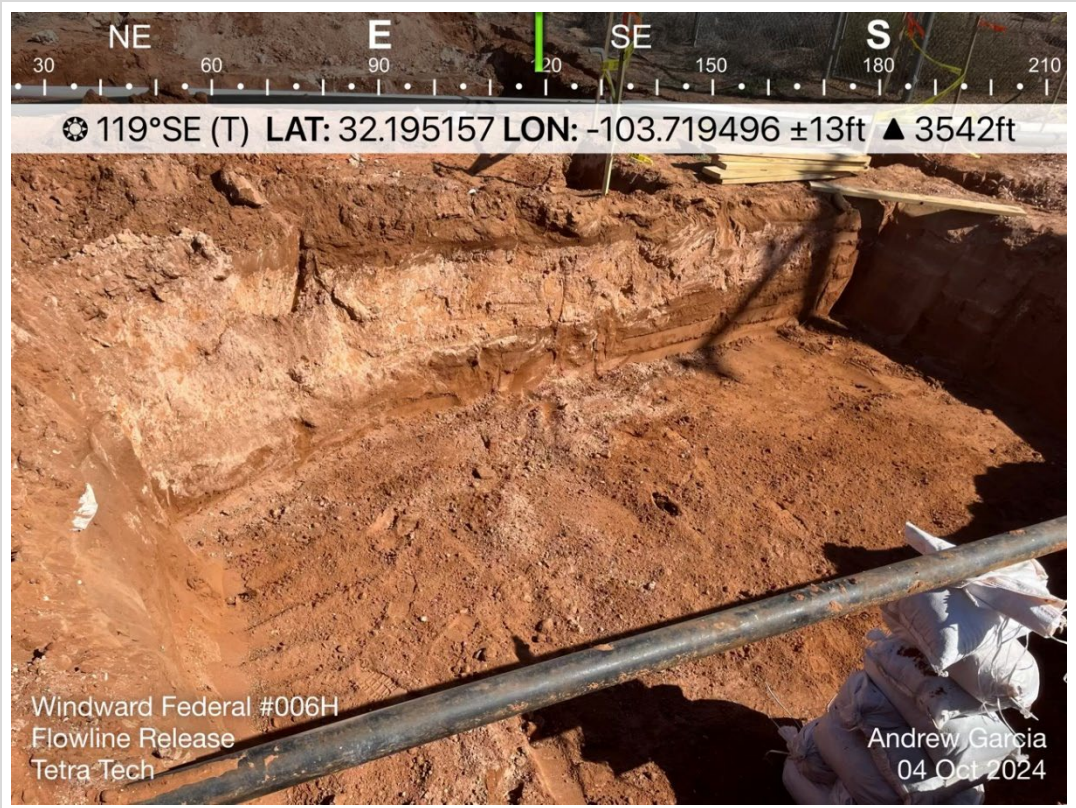 NE E SE S
30 60 90 120 150 180 210
119°SE (T) LAT: 32.195157 LON: -103.719496 ±13ft ▲ 3542ft
Windward Federal #006H
Flowline Release
Tetra Tech
Andrew Garcia
04 Oct 2024